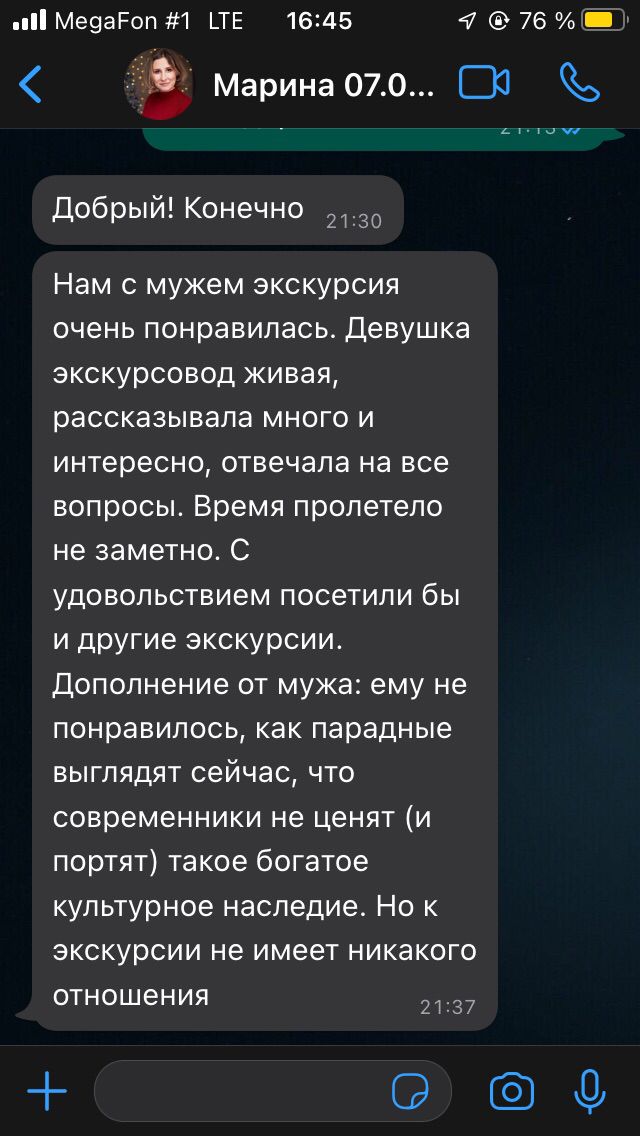 MegaFon #1 LTE 16:45 76 %
Марина 07.0...
Добрый! Конечно 21:30
Нам с мужем экскурсия
очень понравилась. Девушка
экскурсовод живая,
рассказывала много и
интересно, отвечала на все
вопросы. Время пролетело
не заметно. С
удовольствием посетили бы
и другие экскурсии.
Дополнение от мужа: ему не
понравилось, как парадные
выглядят сейчас, что
современники не ценят (и
портят) такое богатое
культурное наследие. Но к
экскурсии не имеет никакого
отношения 21:37